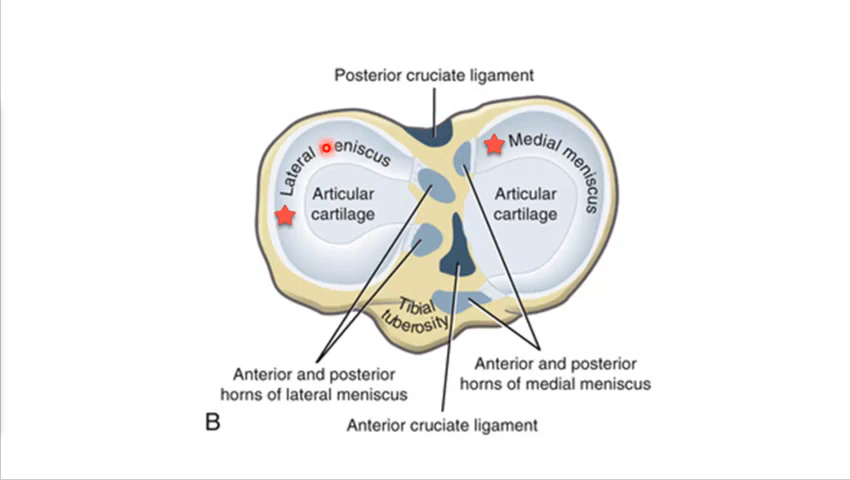 Posterior cruciate ligament
Lateral meniscus
Medial meniscus
Articular
cartilage
Articular
cartilage
Tibial
tuberosity
Anterior and posterior
horns of lateral meniscus
Anterior and posterior
horns of medial meniscus
Anterior cruciate ligament
B